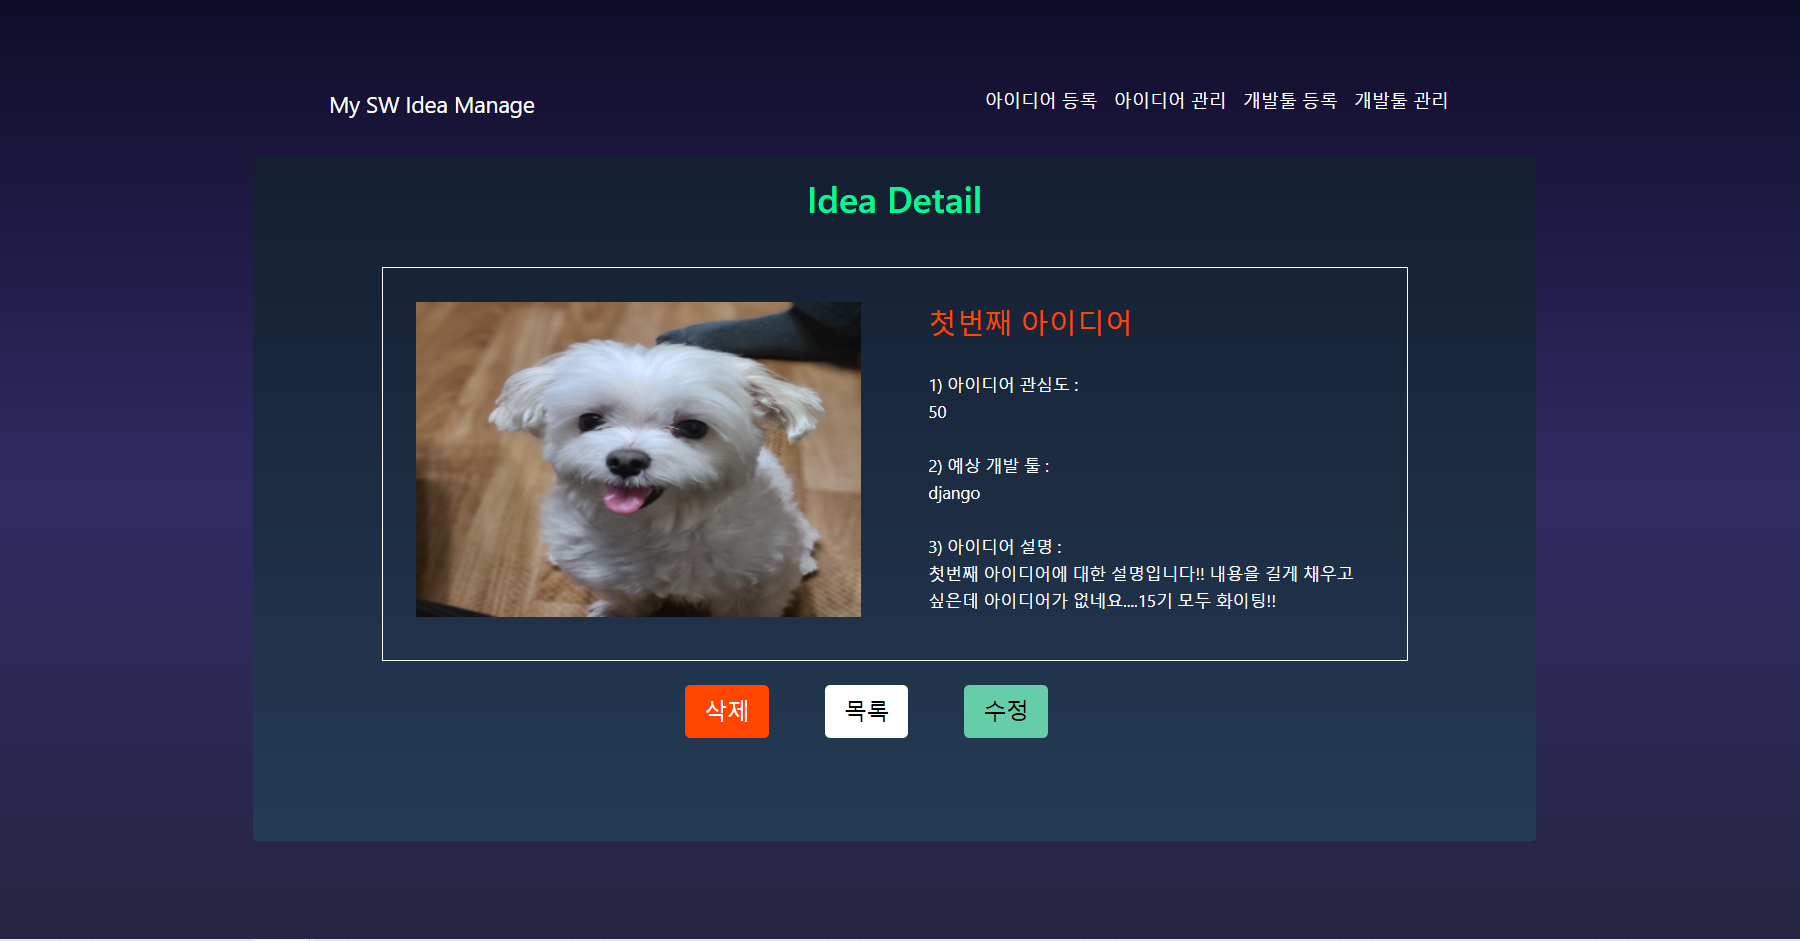 My SW Idea Manage
아이디어 등록 아이디어 관리 개발툴 등록 개발툴 관리
Idea Detail
첫번째 아이디어
1) 아이디어 관심도 :
50
2) 예상 개발 툴 :
django
3) 아이디어 설명 :
첫번째 아이디어에 대한 설명입니다!! 내용을 길게 채우고
싶은데 아이디어가 없네요....15기 모두 화이팅!!
삭제 목록 수정